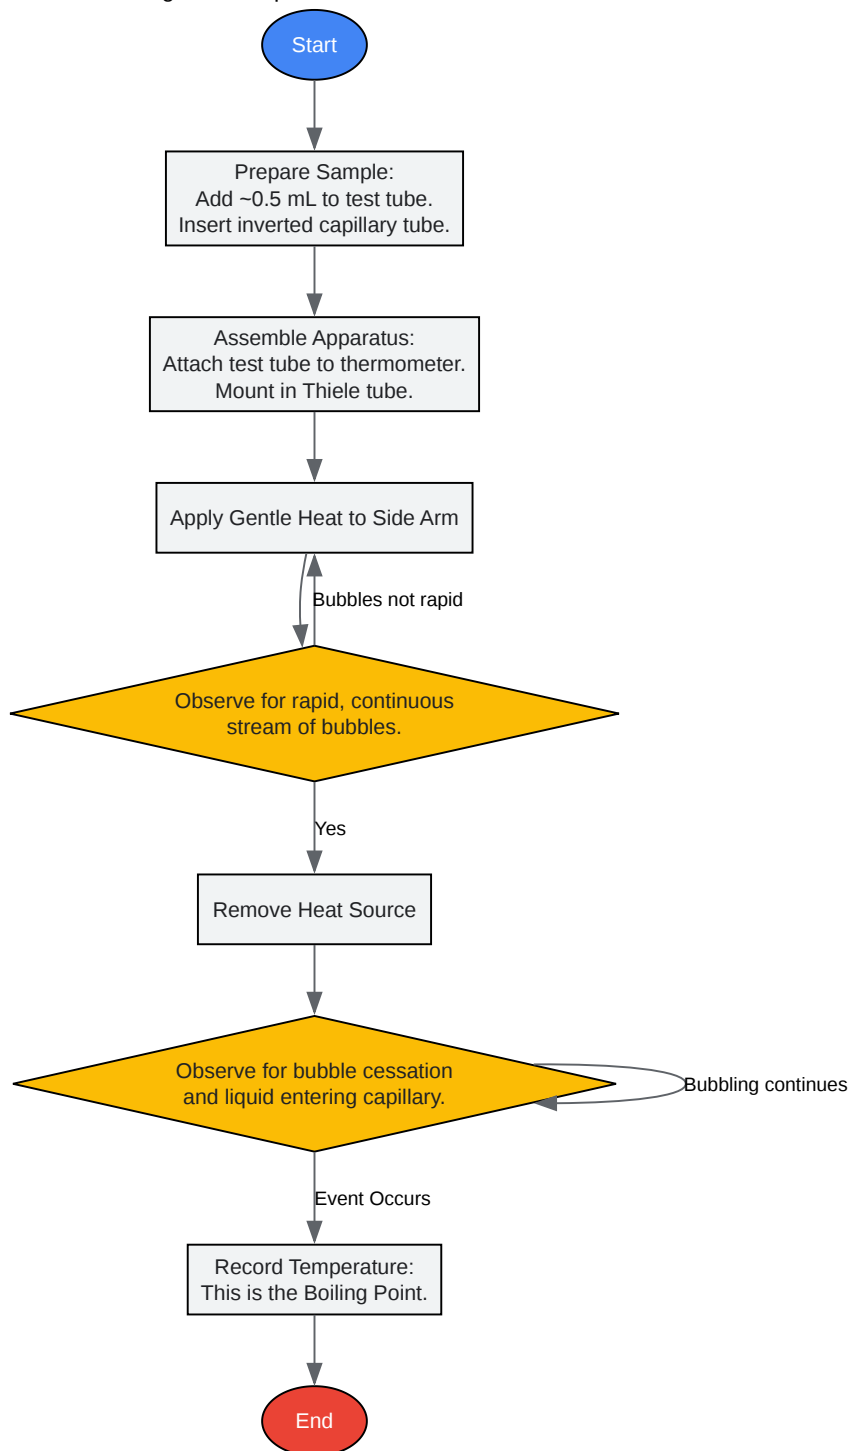 Start
Prepare Sample:
Add ~0.5 mL to test tube.
Insert inverted capillary tube.
Assemble Apparatus:
Attach test tube to thermometer.
Mount in Thiele tube.
Apply Gentle Heat to Side Arm
Bubbles not rapid
Observe for rapid, continuous
stream of bubbles.
Yes
Remove Heat Source
Observe for bubble cessation
and liquid entering capillary.
Bubbling continues
Event Occurs
Record Temperature:
This is the Boiling Point.
End